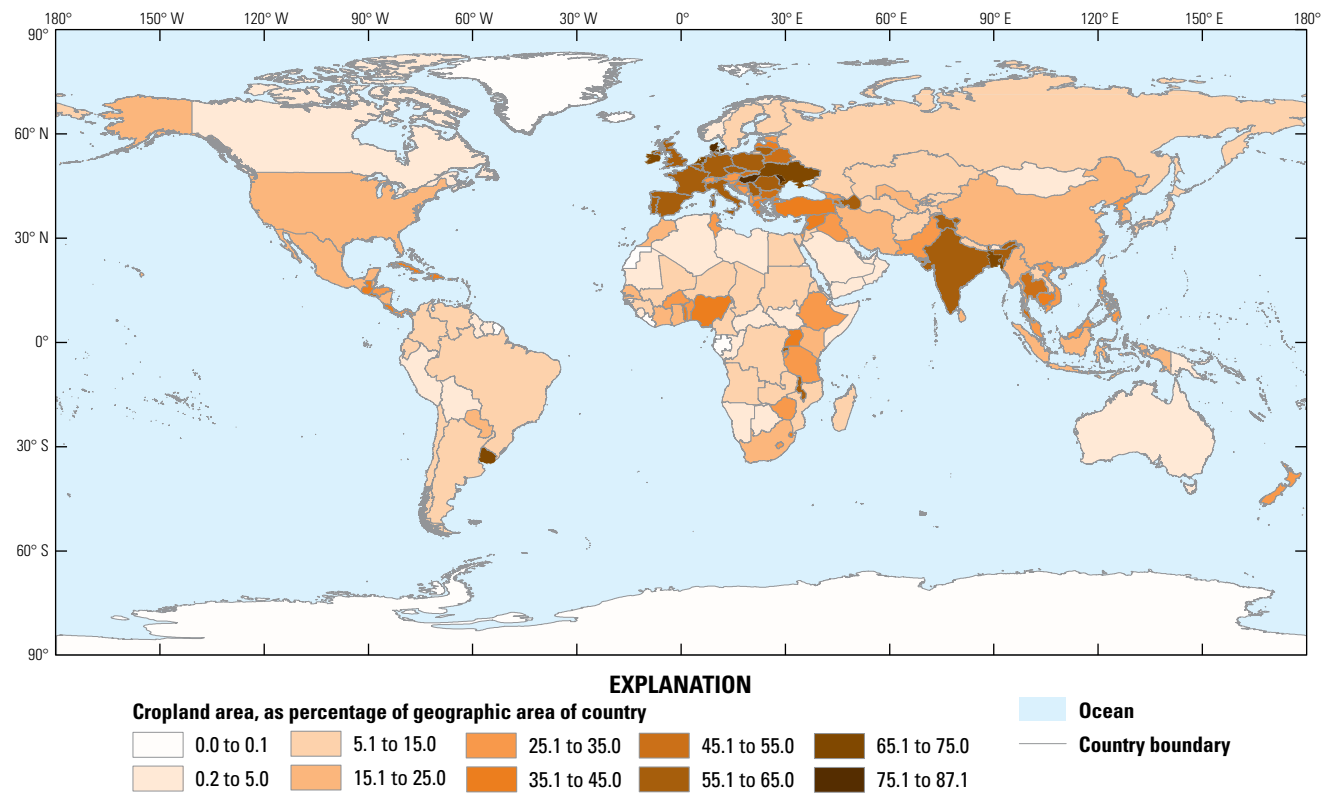 180° 150° W 120° W 90° W 60° W 30° W 0° 30° E 60° E 90° E 120° E 150° E 180°
90°
60° N
30° N
0°
30° S
60° S
90°
EXPLANATION
Cropland area, as percentage of geographic area of country
0.0 to 0.1 5.1 to 15.0 25.1 to 35.0 45.1 to 55.0 65.1 to 75.0
0.2 to 5.0 15.1 to 25.0 35.1 to 45.0 55.1 to 65.0 75.1 to 87.1
Ocean
Country boundary